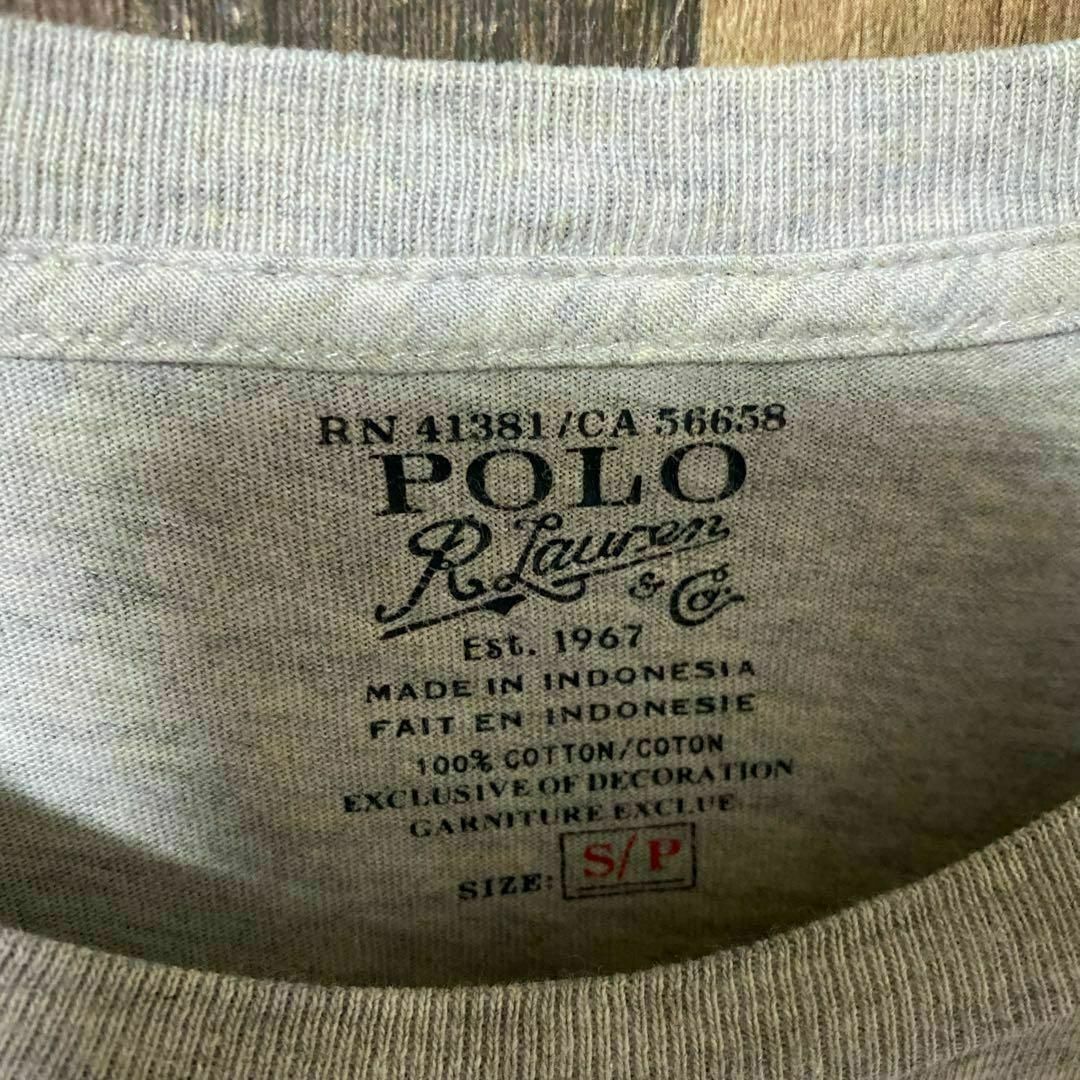 RN 41381/CA 56658
POLO
R. Lauren
& Co.
Est. 1967
MADE IN INDONESIA
FAIT EN INDONESIE
100% COTTON/COTON
EXCLUSIVE OF DECORATION
GARNITURE EXCLUE
SIZE: S/P